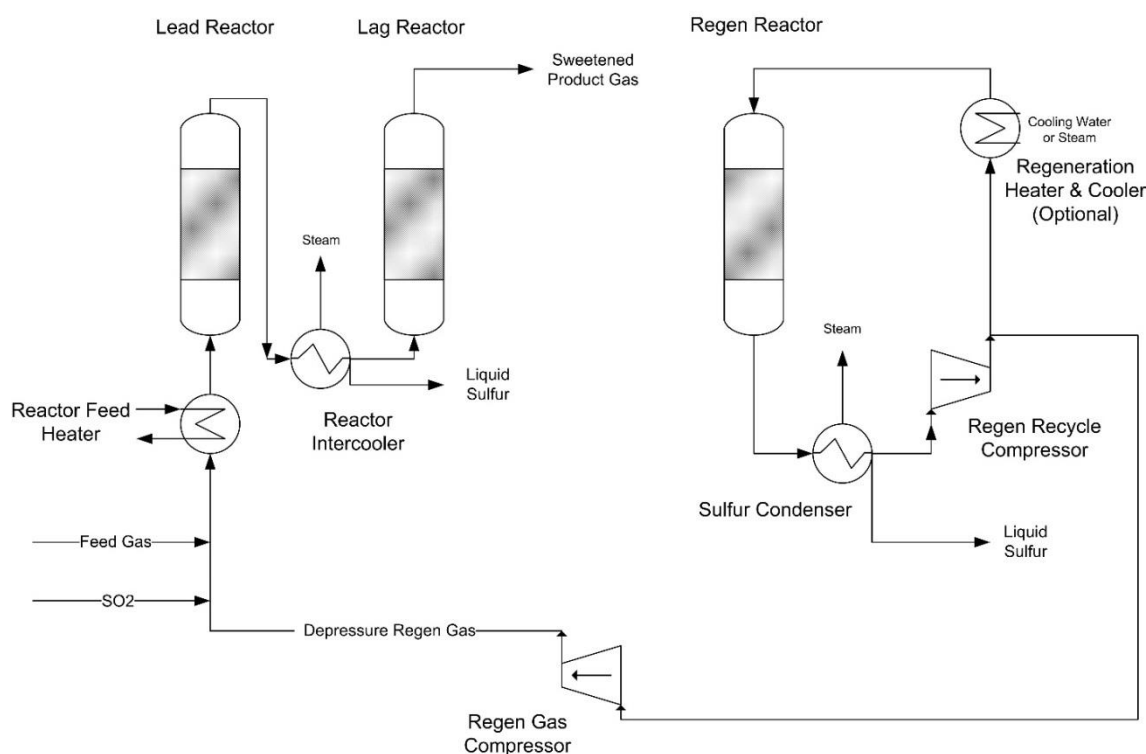 Lead Reactor
Lag Reactor
Regen Reactor
Sweetened
Product Gas
Cooling Water
or Steam
Regeneration
Heater & Cooler
(Optional)
Steam
Steam
Liquid
Sulfur
Reactor Feed
Heater
Reactor
Intercooler
Regen Recycle
Compressor
Sulfur Condenser
Liquid
Sulfur
Feed Gas
SO2
Depressure Regen Gas
Regen Gas
Compressor